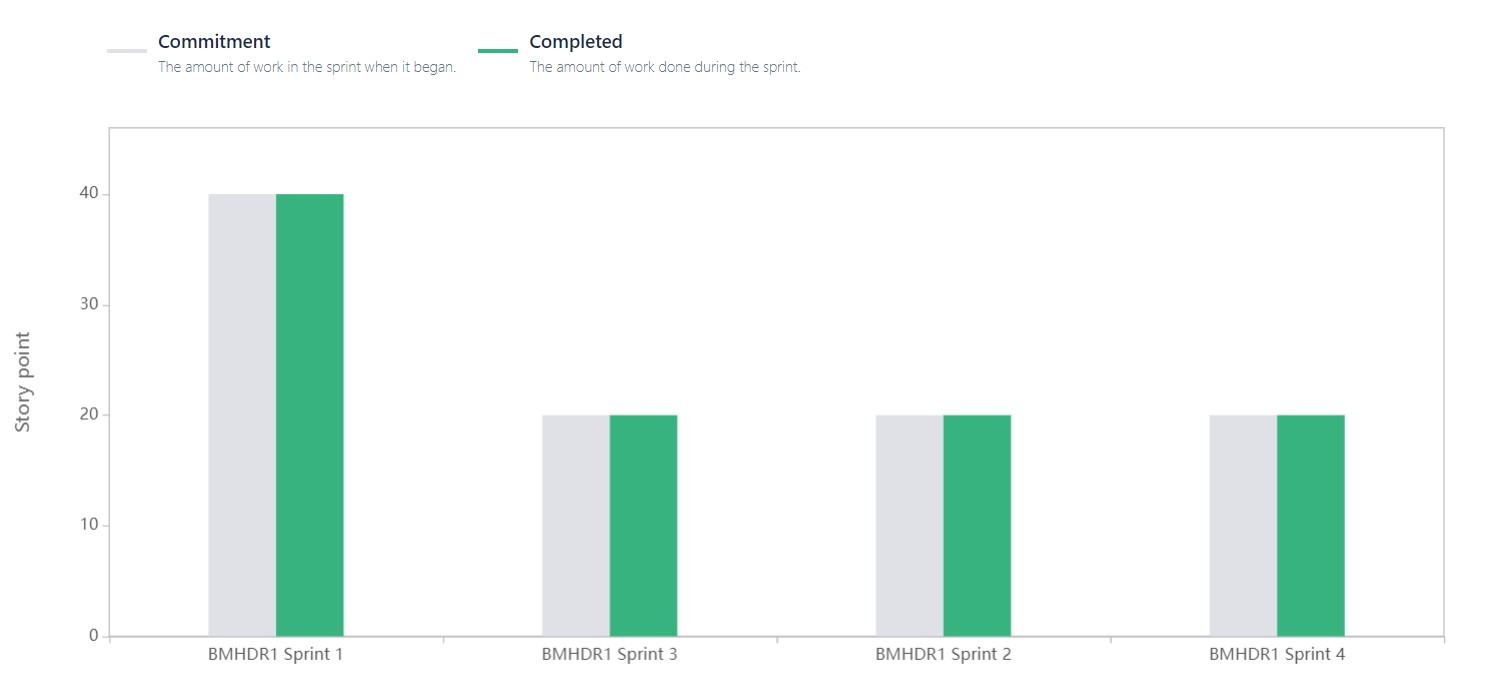 Commitment
The amount of work in the sprint when it began.
Completed
The amount of work done during the sprint.
Story point
40
30
20
10
0
BMHDR1 Sprint 1
BMHDR1 Sprint 3
BMHDR1 Sprint 2
BMHDR1 Sprint 4